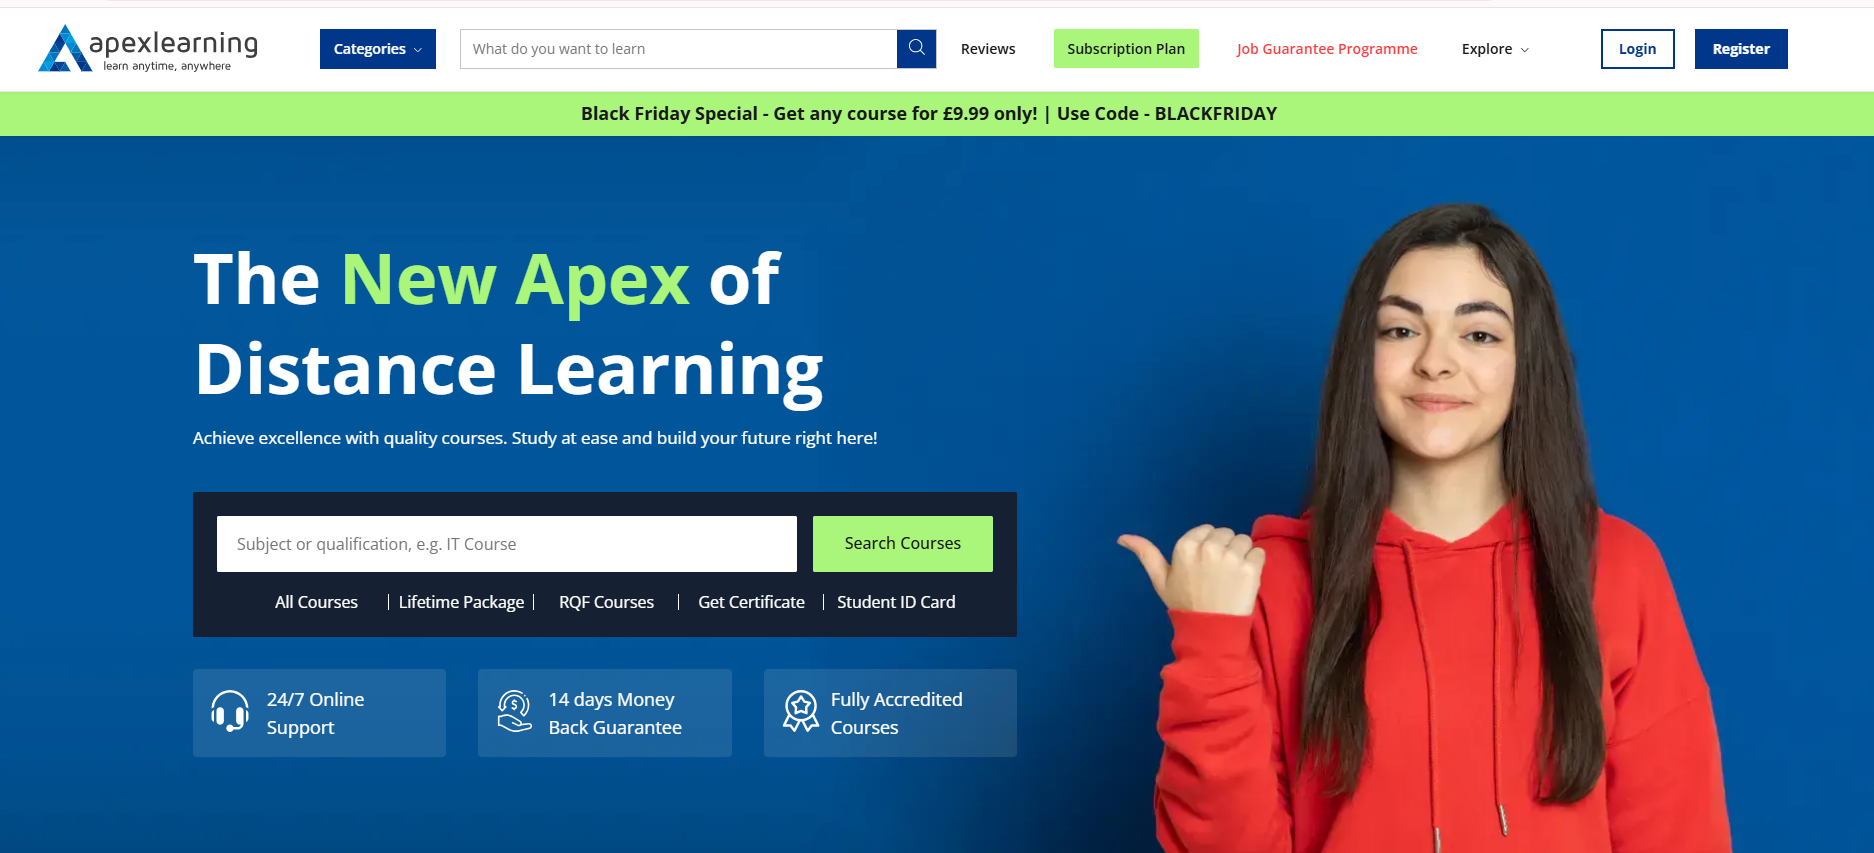 apexlearning
learn anytime, anywhere
Categories
What do you want to learn
Reviews
Subscription Plan
Job Guarantee Programme
Explore
Login
Register
Black Friday Special - Get any course for £9.99 only! | Use Code - BLACKFRIDAY
The New Apex of
Distance Learning
Achieve excellence with quality courses. Study at ease and build your future right here!
Subject or qualification, e.g. IT Course
Search Courses
All Courses | Lifetime Package | RQF Courses | Get Certificate | Student ID Card
24/7 Online
Support
$
14 days Money
Back Guarantee
Fully Accredited
Courses